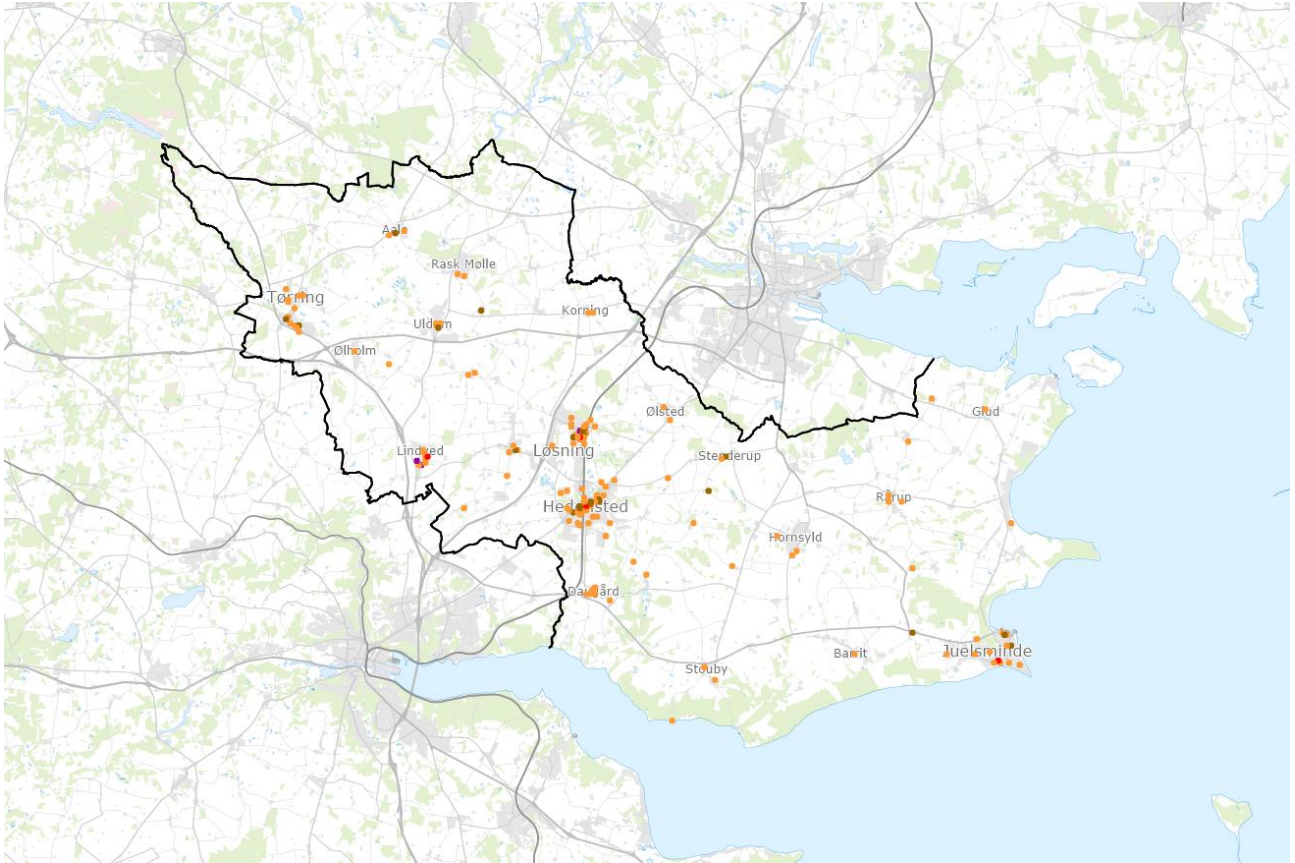 Aale
Rask Mølle
Tørring
Korning
Uldum
Ølholm
Ølsted
Glud
Lindved
Løsning
Stenderup
Rårup
Hedensted
Hornsyld
Daugård
Juelsminde
Barrit
Stouby